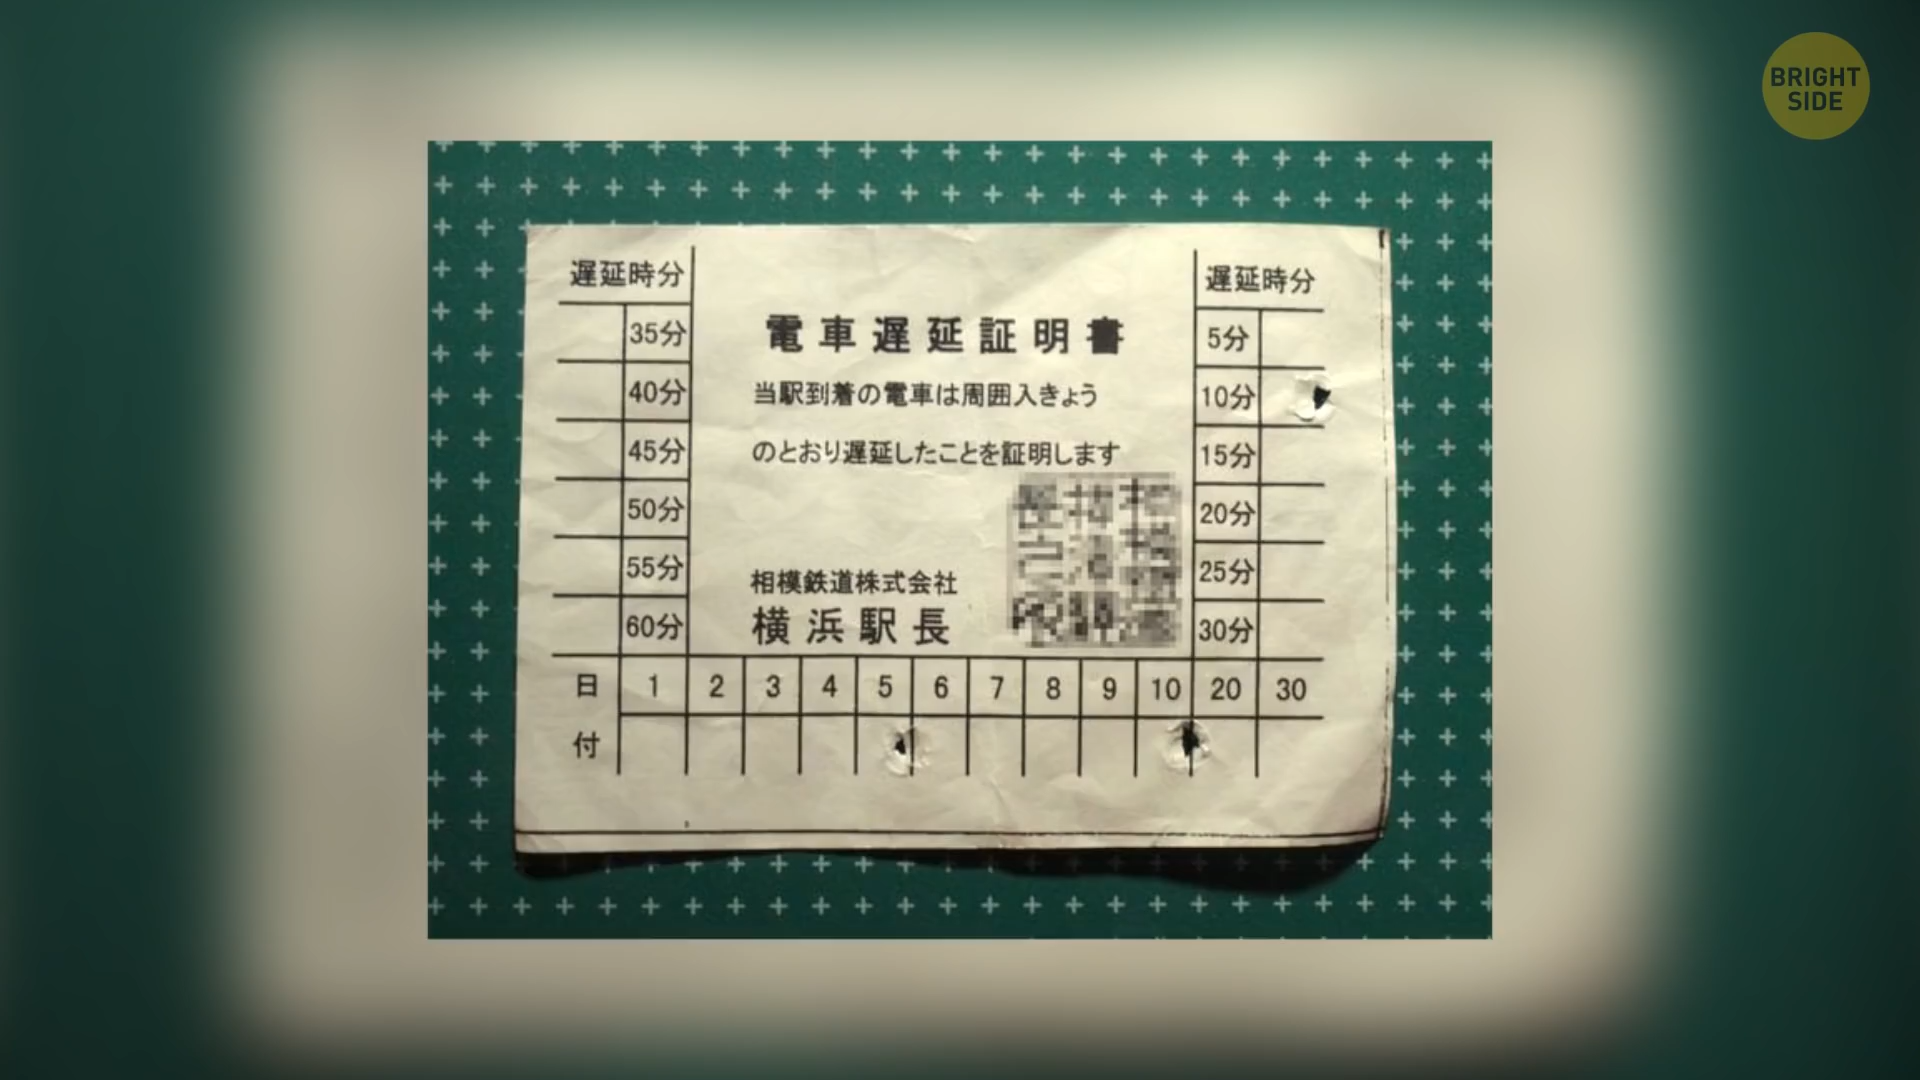 BRIGHT
SIDE
遅延時分
35分
40分
45分
50分
55分
60分
電車遅延証明書
当駅到着の電車は周囲入きょう
のとおり遅延したことを証明します
相模鉄道株式会社
横浜駅長
遅延時分
5分
10分
15分
20分
25分
30分
日 1 2 3 4 5 6 7 8 9 10 20 30
付